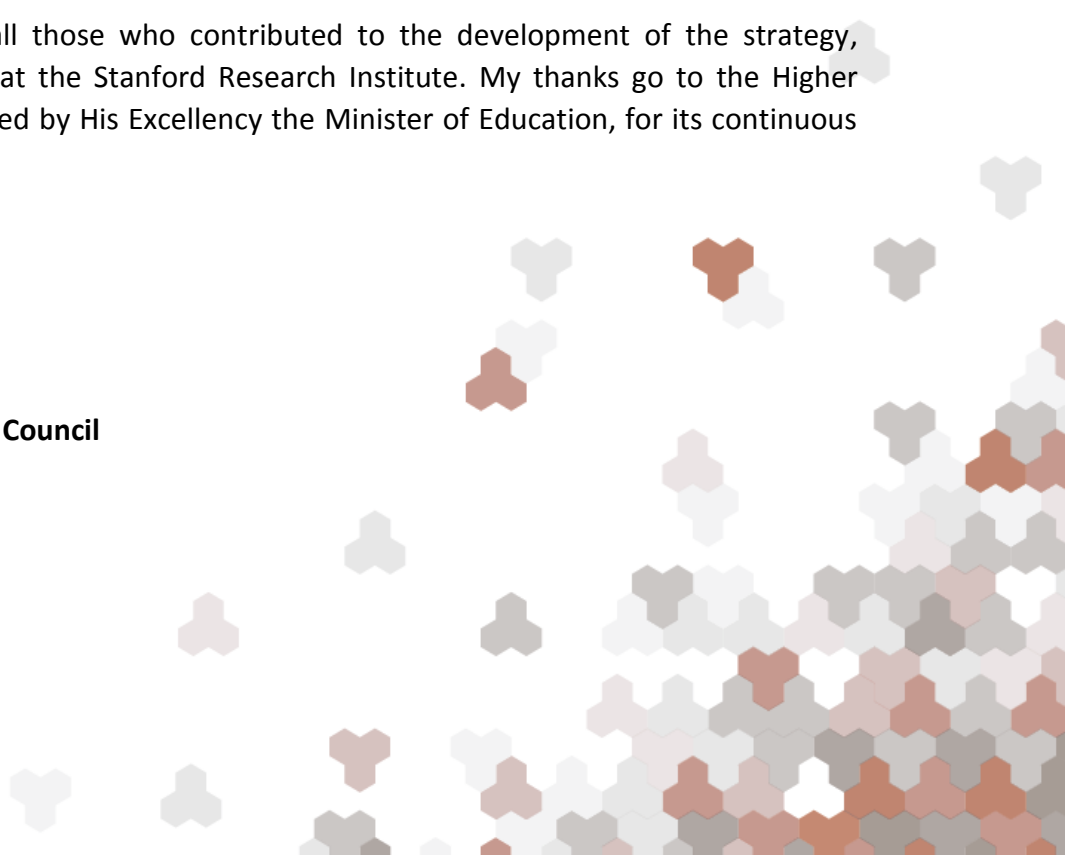 all those who contributed to the development of the strategy,
at the Stanford Research Institute. My thanks go to the Higher
ed by His Excellency the Minister of Education, for its continuous
Council